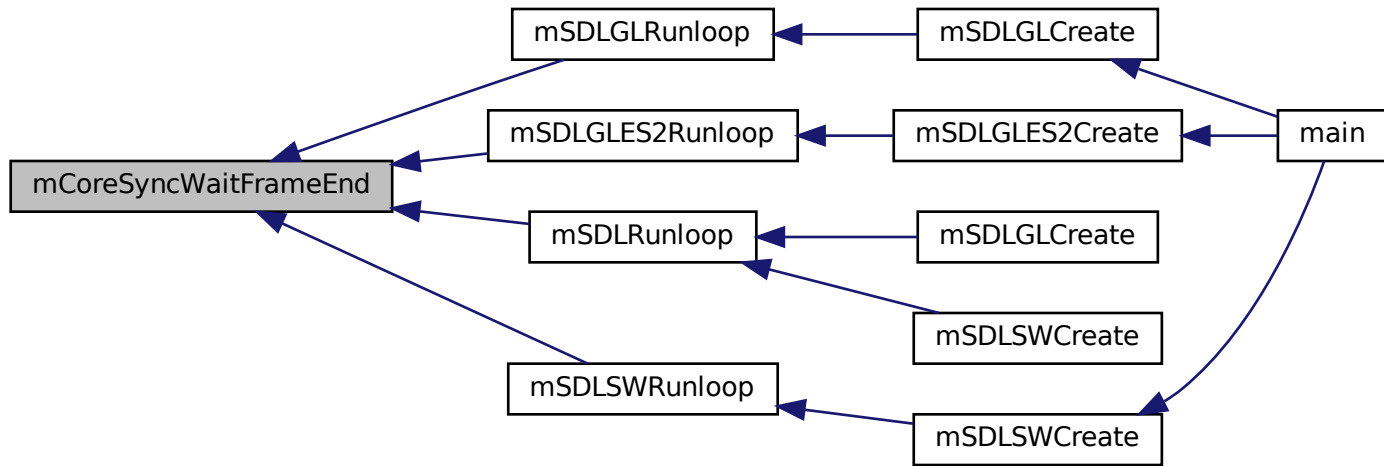 mSDLGLRunloop
mSDLGLCreate
mSDLGLES2Runloop
mSDLGLES2Create
main
mCoreSyncWaitFrameEnd
mSDLRunloop
mSDLGLCreate
mSDLSWCreate
mSDLSWRunloop
mSDLSWCreate